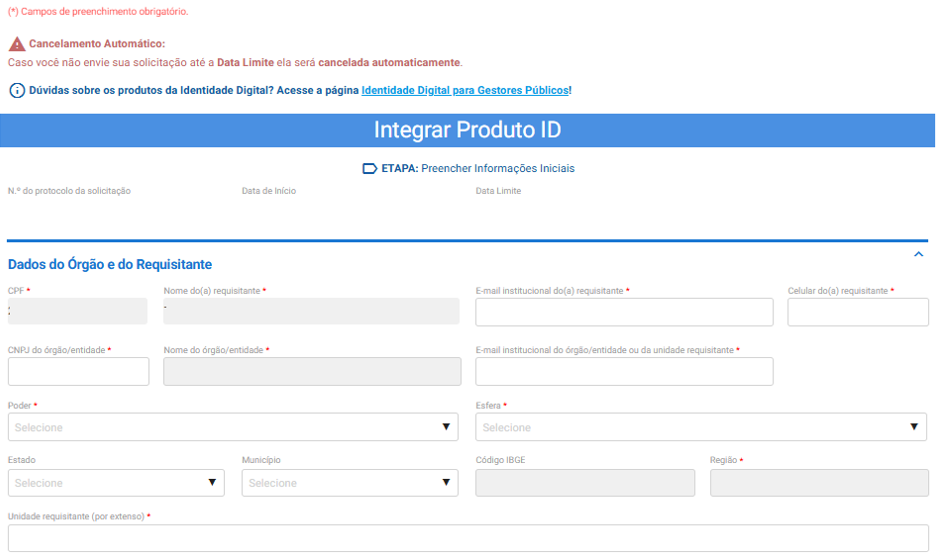 (*) Campos de preenchimento obrigatório.
Cancelamento Automático:
Caso você não envie sua solicitação até a Data Limite ela será cancelada automaticamente.
Dúvidas sobre os produtos da Identidade Digital? Acesse a página Identidade Digital para Gestores Públicos!
Integrar Produto ID
ETAPA: Preencher Informações Iniciais
N.º do protocolo da solicitação Data de Início Data Limite
Dados do Órgão e do Requisitante
CPF * Nome do(a) requisitante * E-mail institucional do(a) requisitante * Celular do(a) requisitante *
CNPJ do órgão/entidade * Nome do órgão/entidade * E-mail institucional do órgão/entidade ou da unidade requisitante *
Poder * Esfera *
Selecione Selecione
Estado Município Código IBGE Região *
Selecione Selecione
Unidade requisitante (por extenso) *